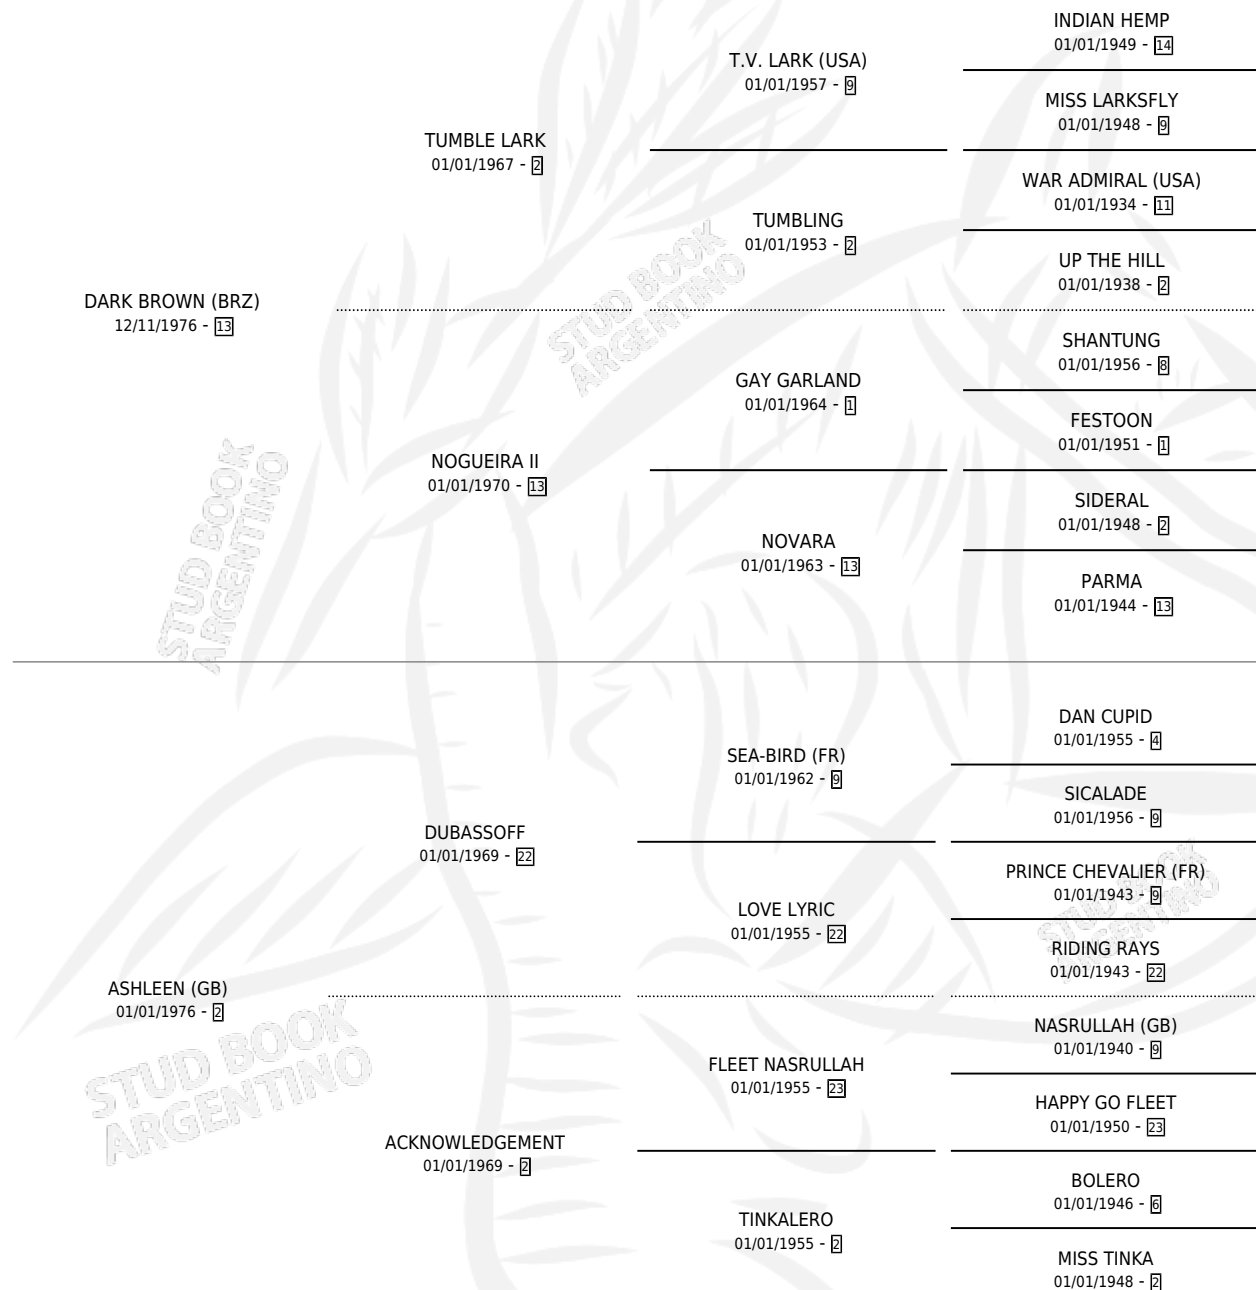 INDIAN HEMP
01/01/1949 - 14
T.V. LARK (USA)
01/01/1957 - 9
MISS LARKSFLY
01/01/1948 - 9
TUMBLE LARK
01/01/1967 - 2
WAR ADMIRAL (USA)
01/01/1934 - 11
TUMBLING
01/01/1953 - 2
UP THE HILL
01/01/1938 - 2
DARK BROWN (BRZ)
12/11/1976 - 13
SHANTUNG
01/01/1956 - 8
GAY GARLAND
01/01/1964 - 1
FESTOON
01/01/1951 - 1
NOGUEIRA II
01/01/1970 - 13
SIDERAL
01/01/1948 - 2
NOVARA
01/01/1963 - 13
PARMA
01/01/1944 - 13
DAN CUPID
01/01/1955 - 4
SEA-BIRD (FR)
01/01/1962 - 9
SICALADE
01/01/1956 - 9
DUBASSOFF
01/01/1969 - 22
PRINCE CHEVALIER (FR)
01/01/1943 - 9
LOVE LYRIC
01/01/1955 - 22
RIDING RAYS
01/01/1943 - 22
ASHLEEN (GB)
01/01/1976 - 2
NASRULLAH (GB)
01/01/1940 - 9
FLEET NASRULLAH
01/01/1955 - 23
HAPPY GO FLEET
01/01/1950 - 23
ACKNOWLEDGEMENT
01/01/1969 - 2
BOLERO
01/01/1946 - 6
TINKALERO
01/01/1955 - 2
MISS TINKA
01/01/1948 - 2
STUD BOOK
ARGENTINO
STUD BOOK
ARGENTINO
STUD BOOK
ARGENTINO
STUD BOOK
ARGENTINO